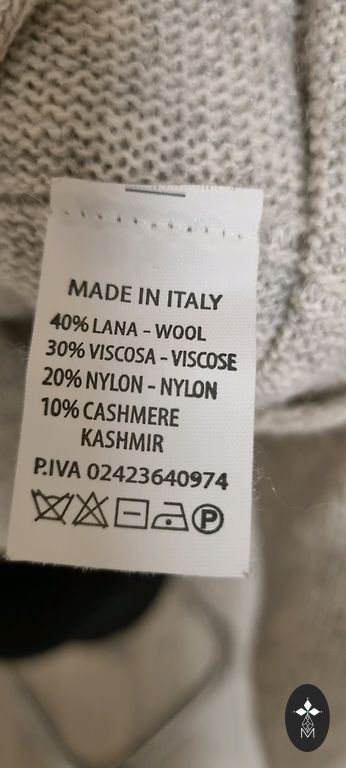 MADE IN ITALY
40% LANA - WOOL
30% VISCOSA - VISCOSE
20% NYLON - NYLON
10% CASHMERE
KASHMIR
P.IVA 02423640974
P
M